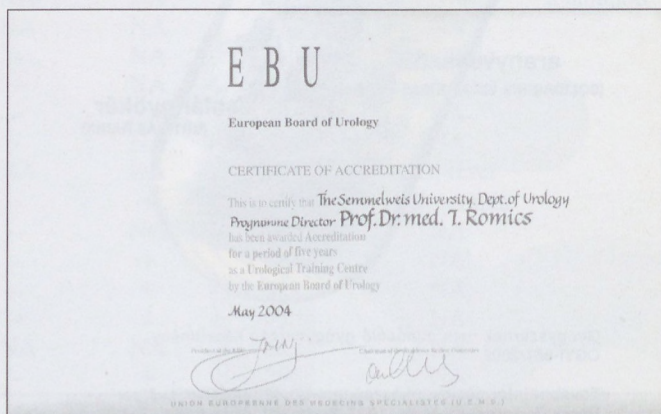 EBU
European Board of Urology
CERTIFICATE OF ACCREDITATION
This is to certify that The Semmelweis University, Dept. of Urology
Programme Director Prof. Dr. med. I. Romics
has been awarded Accreditation
for a period of five years
as a Urological Training Centre
by the European Board of Urology
May 2004
UNION EUROPEENNE DES MEDECINS SPECIALISTES (U.E.M.S.)